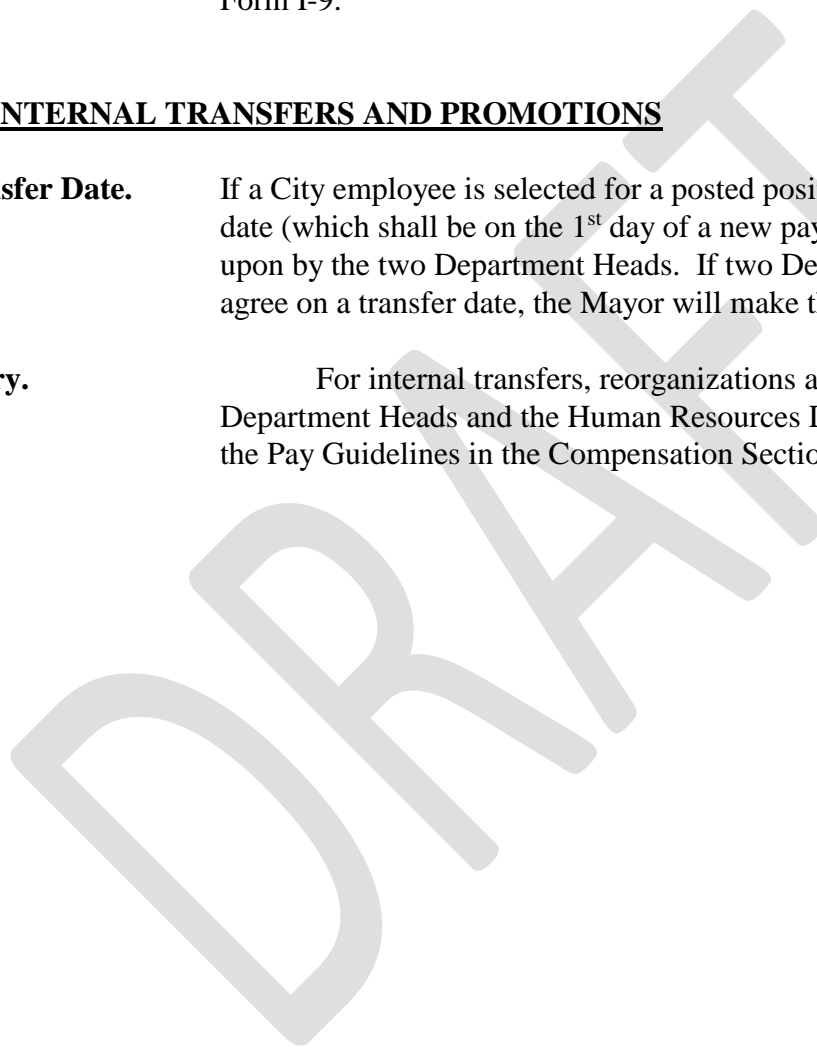 Form I-9.
NTERNAL TRANSFERS AND PROMOTIONS
sfer Date. If a City employee is selected for a posted posi
date (which shall be on the 1st day of a new pay
upon by the two Department Heads. If two De
agree on a transfer date, the Mayor will make t
ry. For internal transfers, reorganizations a
Department Heads and the Human Resources
the Pay Guidelines in the Compensation Sectio
DRAFT